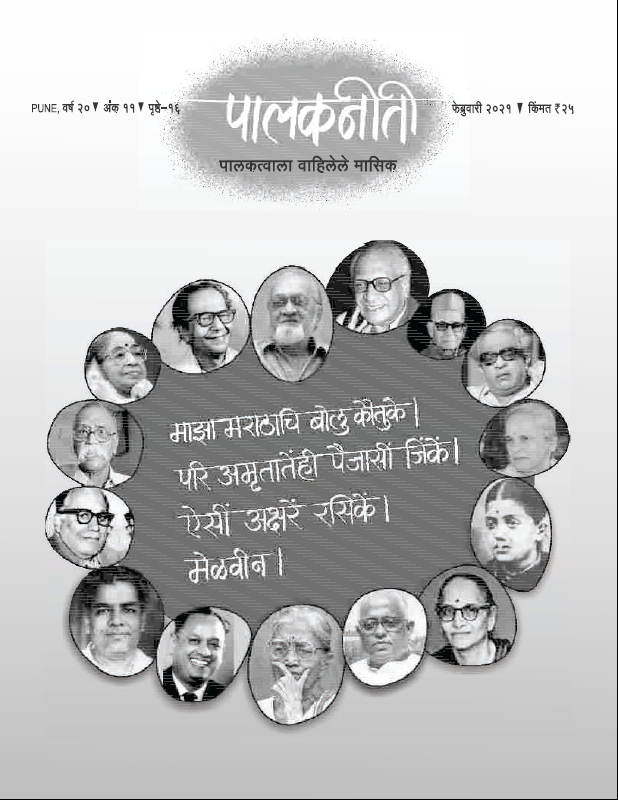 PUNE, वर्ष २० ▼ अंक ११ ▼ पृष्ठे–१६
पालकनीती
फेब्रुवारी २०२१ ▼ किंमत ₹ २५
पालकत्वाला वाहिलेले मासिक
माझा मराठाचि बोलु कौतुके।
परि अमृतातेंही पैजासीं जिंके।
ऐसीं अक्षरें रसिकें।
मेळवीन।